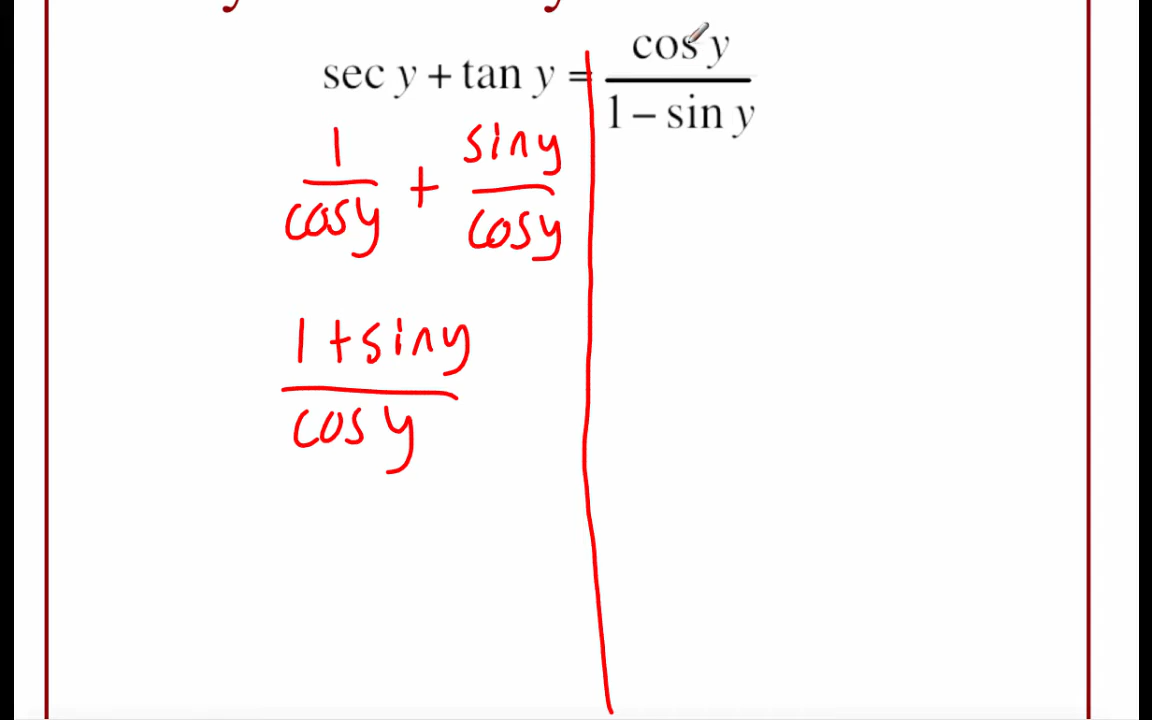 sec y + tan y = cos y / 1 − sin y
1 / cosy + siny / cosy
1 + siny / cos y